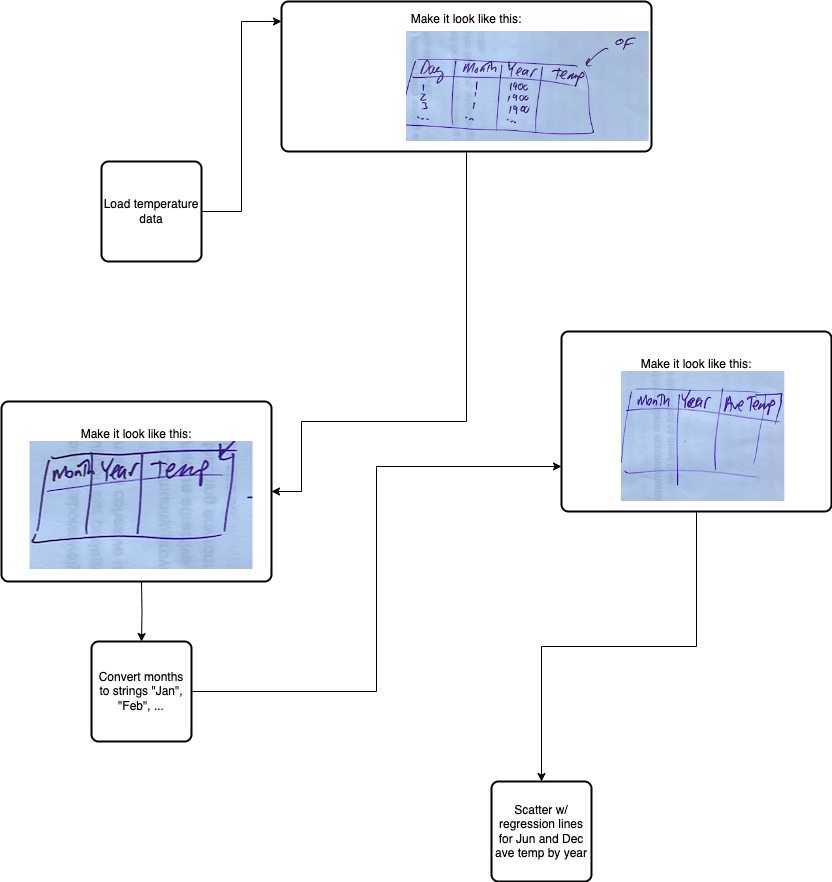 Make it look like this:
°F
Day Month Year Temp
1 1 1900
2 1 1900
3 1 1900
... ... ...
Load temperature
data
Make it look like this:
Month Year Ave Temp
Make it look like this:
Month Year Temp
Convert months
to strings "Jan",
"Feb", ...
Scatter w/
regression lines
for Jun and Dec
ave temp by year